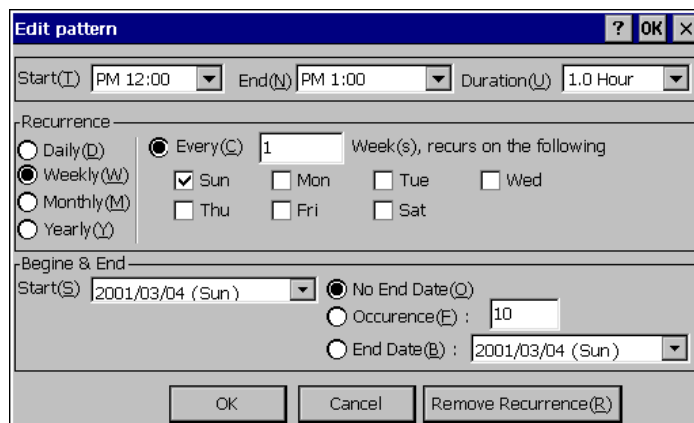 Edit pattern ? OK ×
Start(T) PM 12:00 End(N) PM 1:00 Duration(U) 1.0 Hour
Recurrence
Daily(D) Every(C) 1 Week(s), recurs on the following
Weekly(W) Sun Mon Tue Wed
Monthly(M) Thu Fri Sat
Yearly(Y)
Begine & End
Start(S) 2001/03/04 (Sun) No End Date(O)
Occurence(F) : 10
End Date(B) : 2001/03/04 (Sun)
OK Cancel Remove Recurrence(R)